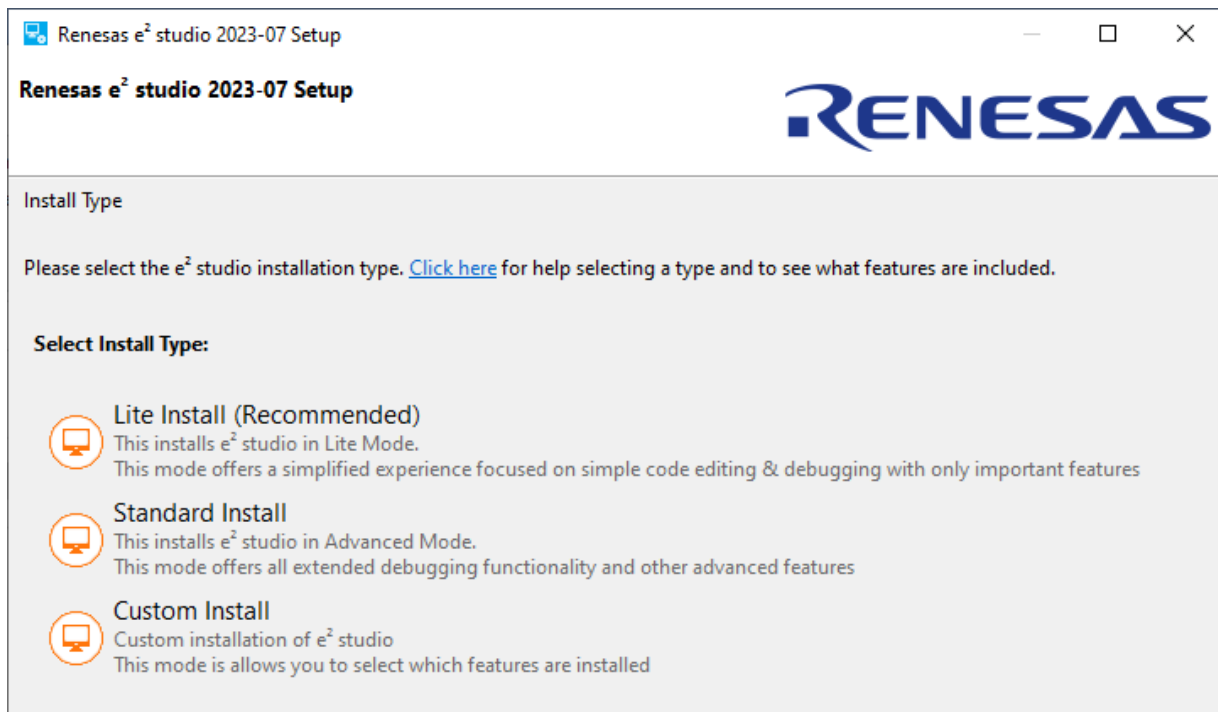 Renesas e² studio 2023-07 Setup
Renesas e² studio 2023-07 Setup
RENESAS
Install Type
Please select the e² studio installation type. Click here for help selecting a type and to see what features are included.
Select Install Type:
Lite Install (Recommended)
This installs e² studio in Lite Mode.
This mode offers a simplified experience focused on simple code editing & debugging with only important features
Standard Install
This installs e² studio in Advanced Mode.
This mode offers all extended debugging functionality and other advanced features
Custom Install
Custom installation of e² studio
This mode is allows you to select which features are installed